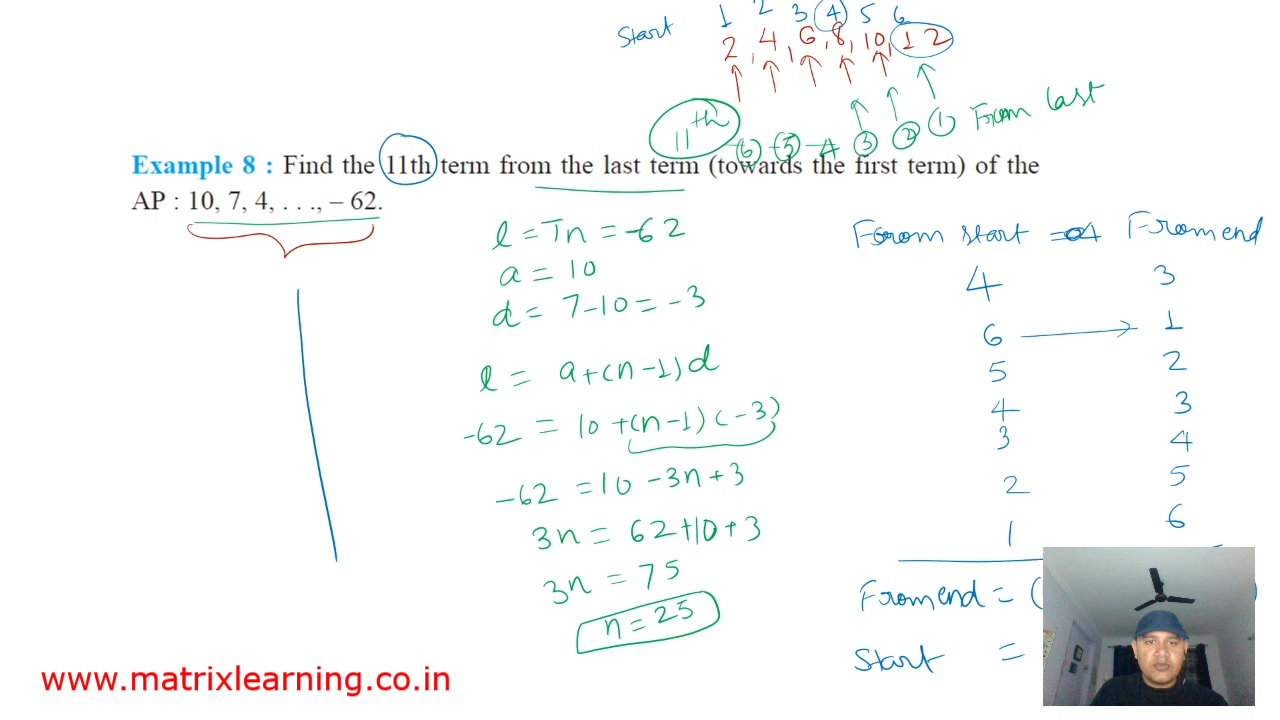 Start 1 2 3 4 5 6
2, 4, 6, 8, 10, 12
11th 6 5 4 3 2 1 From last
Example 8 : Find the 11th term from the last term (towards the first term) of the
AP : 10, 7, 4, . . ., – 62.
l = Tn = -62
a = 10
d = 7-10 = -3
l = a+(n-1)d
-62 = 10 +(n-1)(-3)
-62 = 10 -3n+3
3n = 62+10+3
3n = 75
n = 25
From start = From end
4 3
6 1
5 2
4 3
3 4
2 5
1 6
From end = ( )
Start =
www.matrixlearning.co.in